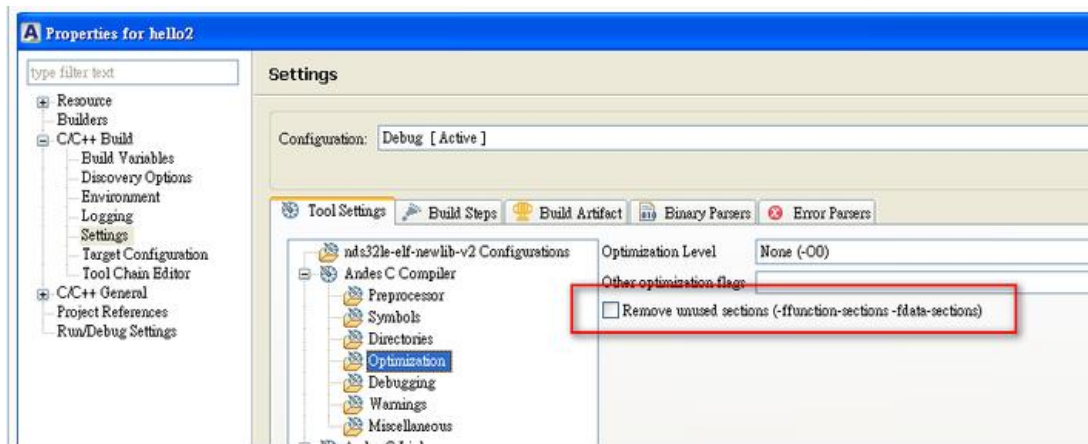 Properties for hello2
type filter text
Resource
Builders
C/C++ Build
Build Variables
Discovery Options
Environment
Logging
Settings
Target Configuration
Tool Chain Editor
C/C++ General
Project References
Run/Debug Settings
Settings
Configuration: Debug [ Active ]
Tool Settings Build Steps Build Artifact Binary Parsers Error Parsers
nds32le-elf-newlib-v2 Configurations
Andes C Compiler
Preprocessor
Symbols
Directories
Optimization
Debugging
Warnings
Miscellaneous
Optimization Level None (-O0)
Other optimization flags
Remove unused sections (-ffunction-sections -fdata-sections)